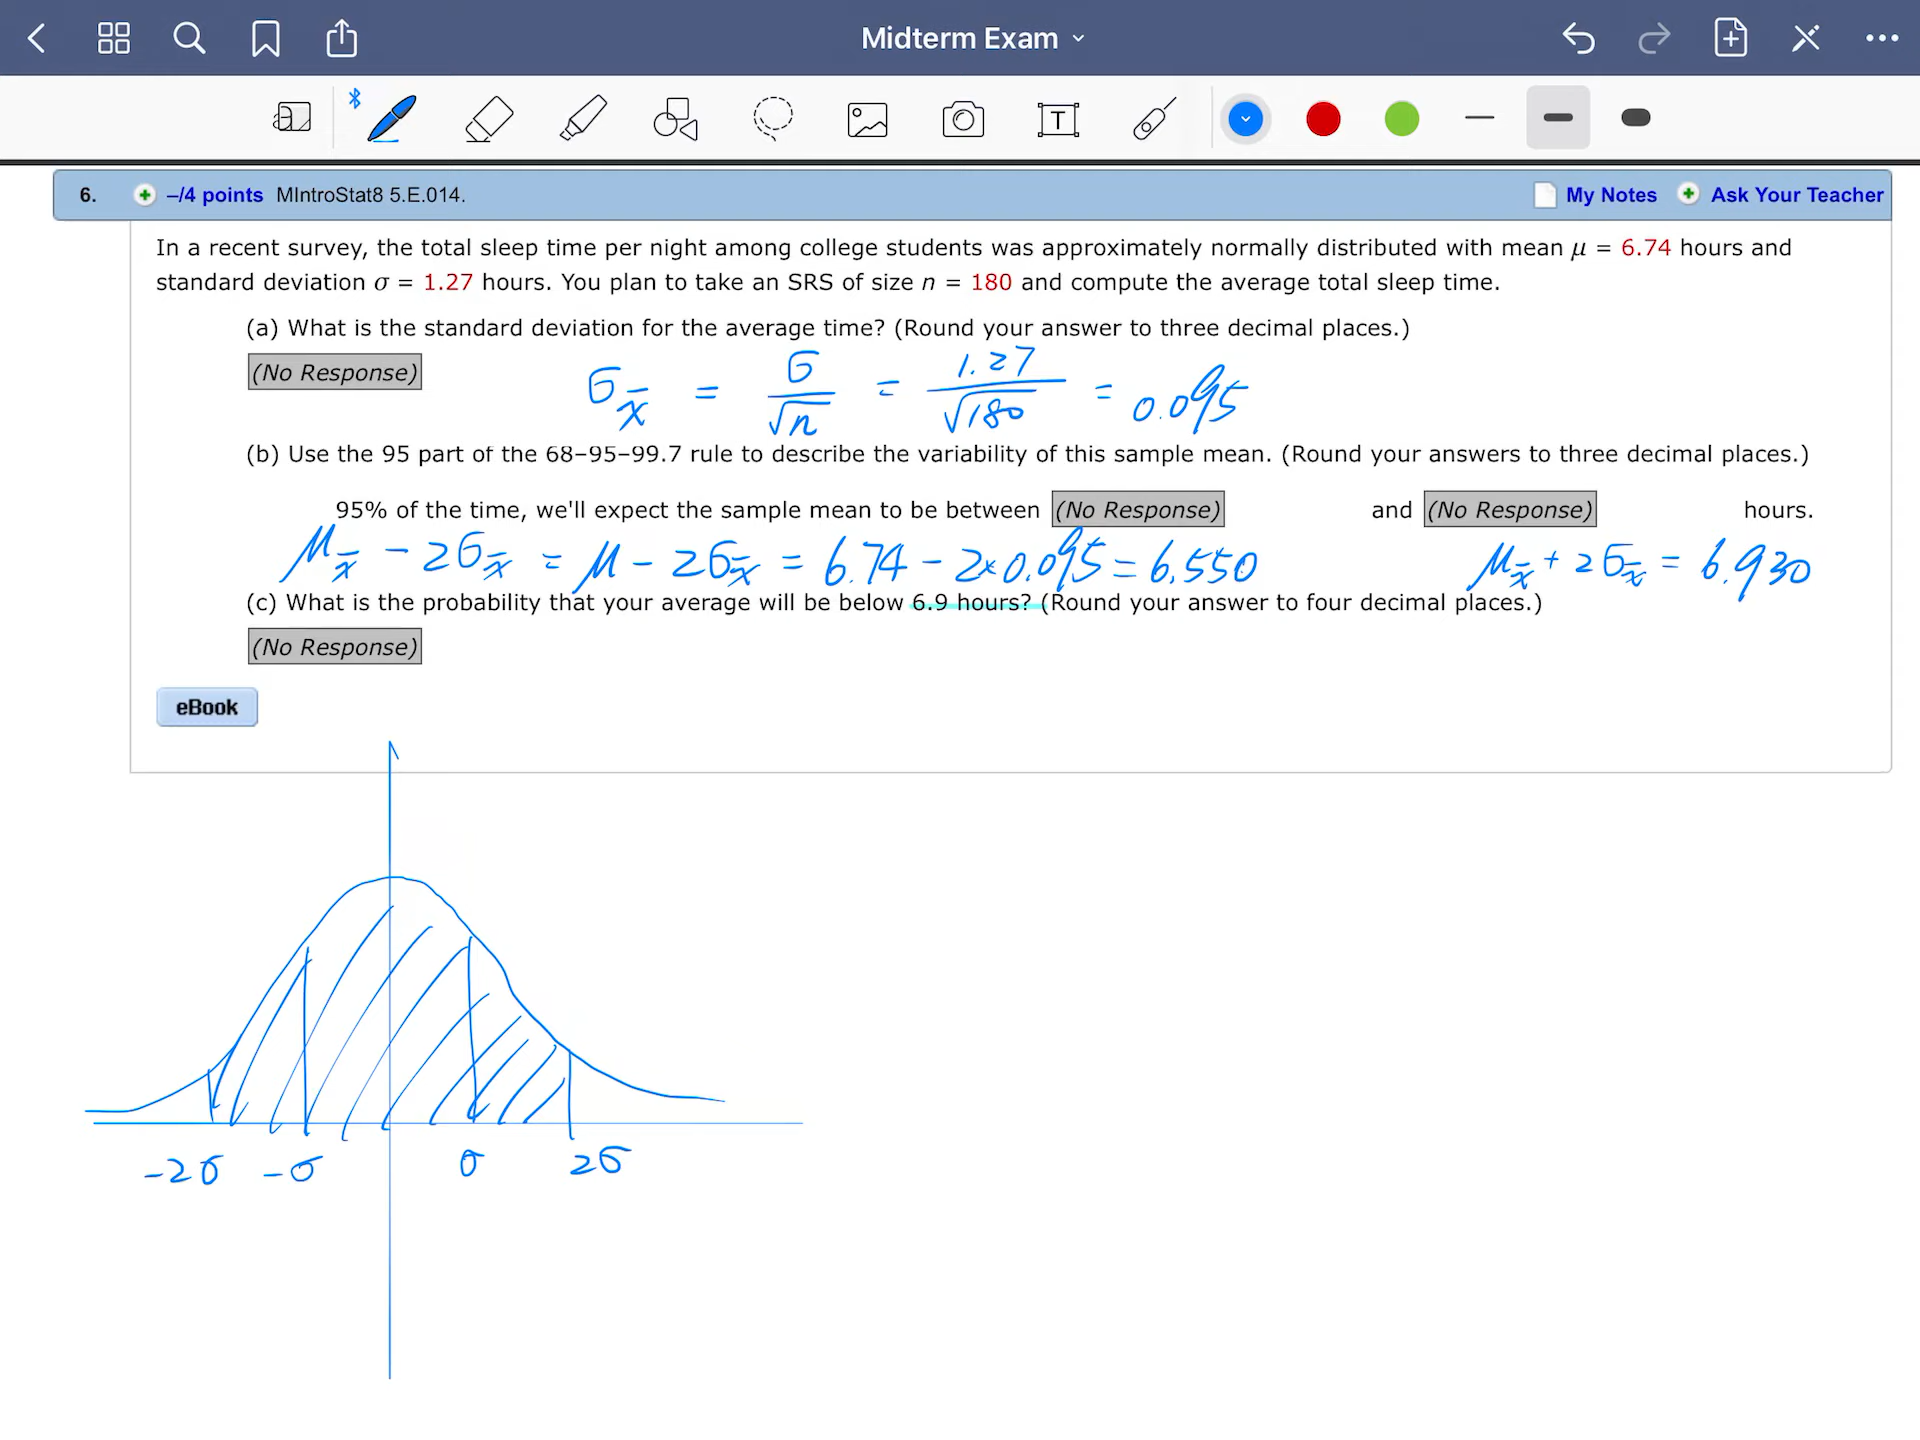 Midterm Exam
T
6. –/4 points MIntroStat8 5.E.014. My Notes Ask Your Teacher
In a recent survey, the total sleep time per night among college students was approximately normally distributed with mean μ = 6.74 hours and
standard deviation σ = 1.27 hours. You plan to take an SRS of size n = 180 and compute the average total sleep time.
(a) What is the standard deviation for the average time? (Round your answer to three decimal places.)
(No Response) σx̄ = σ/√n = 1.27/√180 = 0.095
(b) Use the 95 part of the 68–95–99.7 rule to describe the variability of this sample mean. (Round your answers to three decimal places.)
95% of the time, we'll expect the sample mean to be between (No Response) and (No Response) hours.
μx̄ - 2σx̄ = μ - 2σx̄ = 6.74 - 2×0.095 = 6.550 μx̄ + 2σx̄ = 6.930
(c) What is the probability that your average will be below 6.9 hours? (Round your answer to four decimal places.)
(No Response)
eBook
-2σ -σ σ 2σ